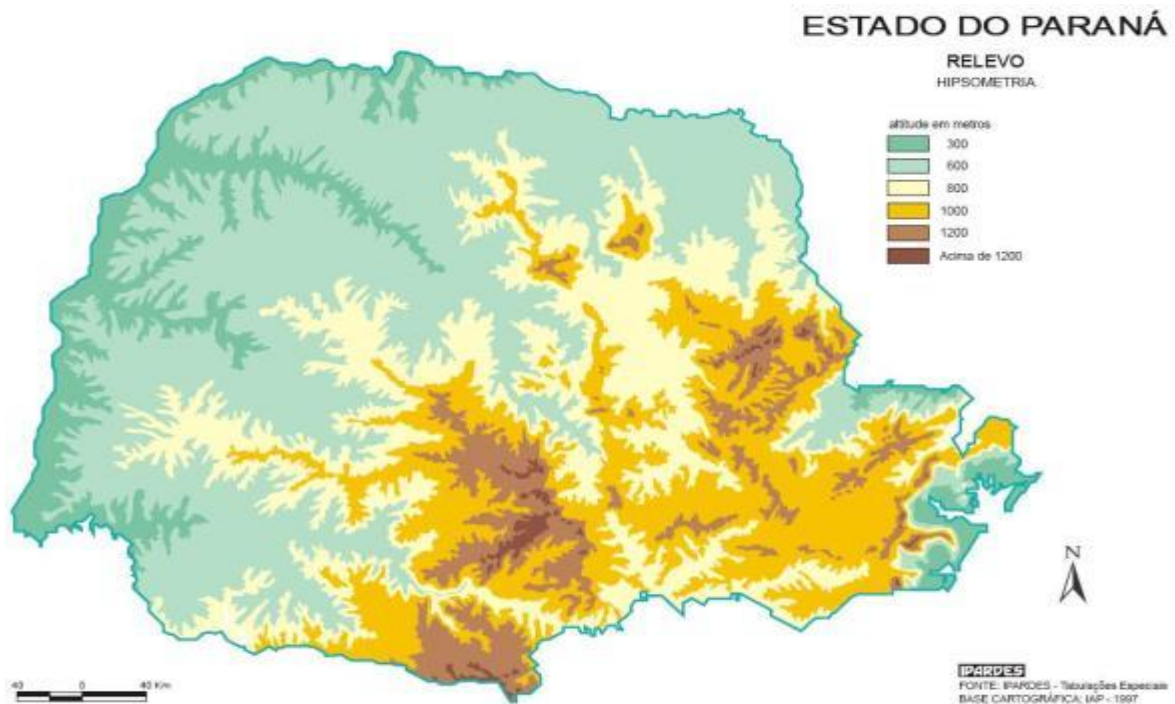 ESTADO DO PARANÁ
RELEVO
HIPSOMETRIA
altitude em metros
300
600
800
1000
1200
Acima de 1200
N
40 0 40 Km
IPARDES
FONTE: IPARDES - Tabulações Especiais
BASE CARTOGRÁFICA: IAP - 1997